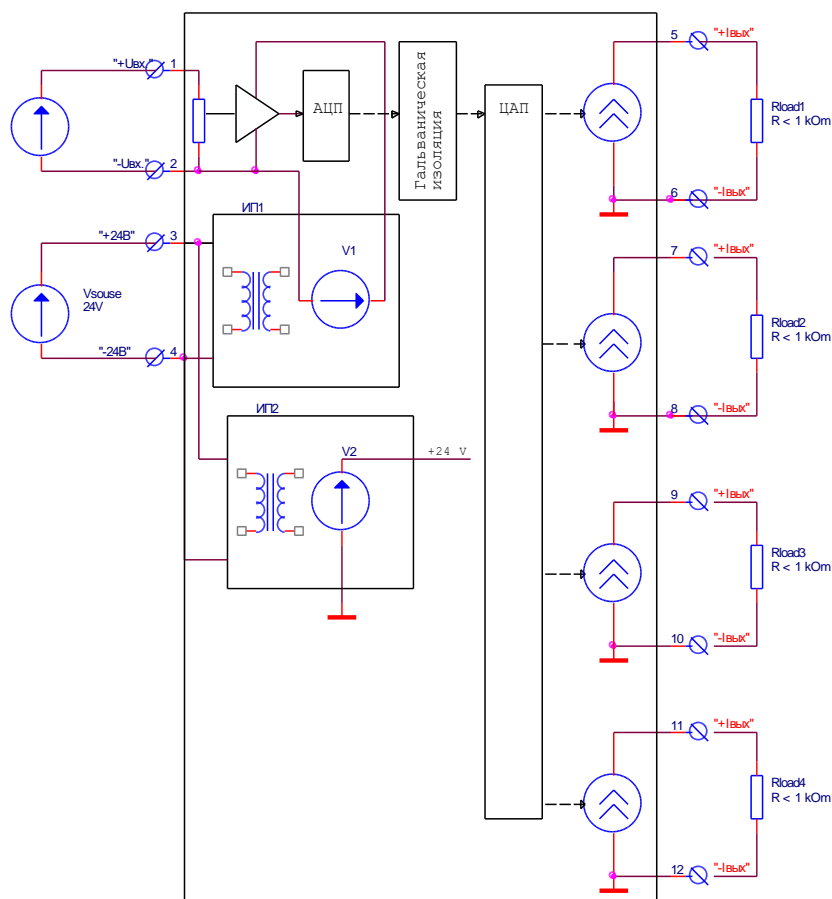 "+Uвх." 1
"-Uвх." 2
АЦП
Гальваническая
изоляция
ЦАП
5 "+Iвых"
Rload1
R < 1 kOm
6 "-Iвых"
ИП1
"+24В" 3
V1
Vsouse
24V
"-24В" 4
7 "+Iвых"
Rload2
R < 1 kOm
8 "-Iвых"
ИП2
V2
+24 V
9 "+Iвых"
Rload3
R < 1 kOm
10 "-Iвых"
11 "+Iвых"
Rload4
R < 1 kOm
12 "-Iвых"